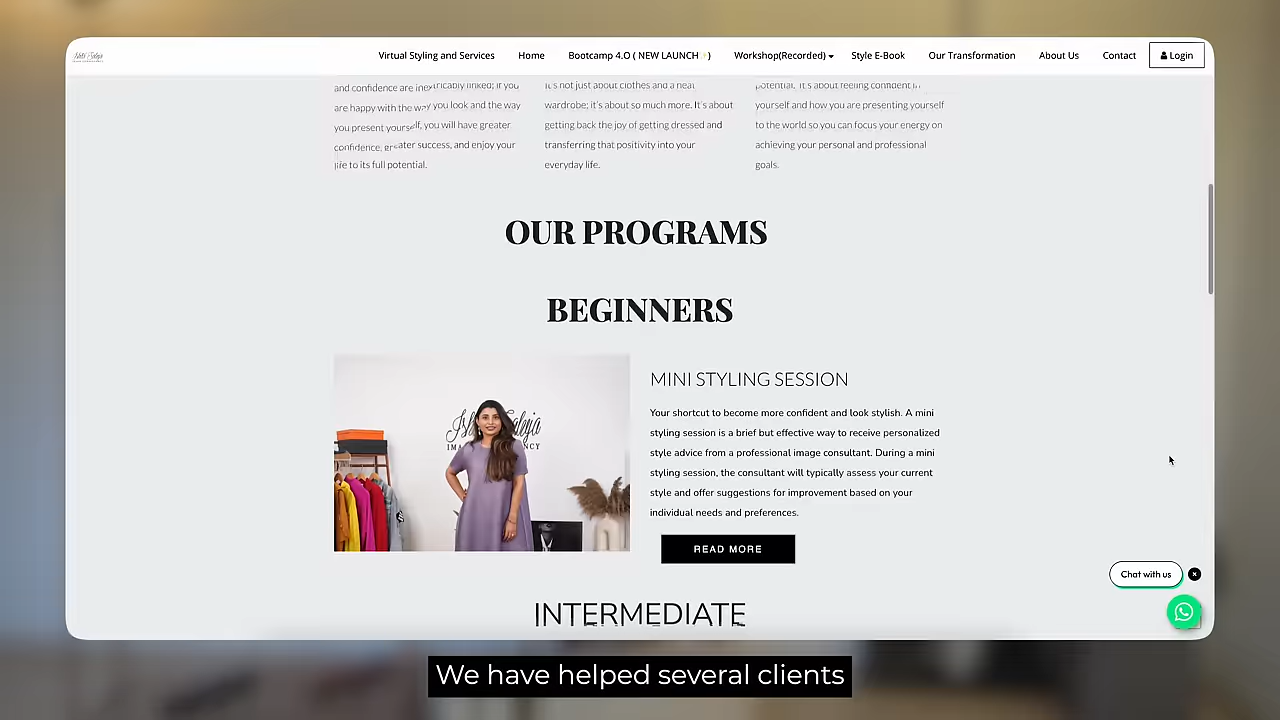 Virtual Styling and Services Home Bootcamp 4.O ( NEW LAUNCH✨) Workshop(Recorded) Style E-Book Our Transformation About Us Contact Login
and confidence are inextricably linked; if you
are happy with the way you look and the way
you present yourself, you will have greater
confidence, greater success, and enjoy your
life to its full potential.
It's not just about clothes and a neat
wardrobe; it's about so much more. It's about
getting back the joy of getting dressed and
transferring that positivity into your
everyday life.
potential. It's about feeling confident in
yourself and how you are presenting yourself
to the world so you can focus your energy on
achieving your personal and professional
goals.
OUR PROGRAMS
BEGINNERS
MINI STYLING SESSION
Your shortcut to become more confident and look stylish. A mini
styling session is a brief but effective way to receive personalized
style advice from a professional image consultant. During a mini
styling session, the consultant will typically assess your current
style and offer suggestions for improvement based on your
individual needs and preferences.
READ MORE
Chat with us
INTERMEDIATE
We have helped several clients